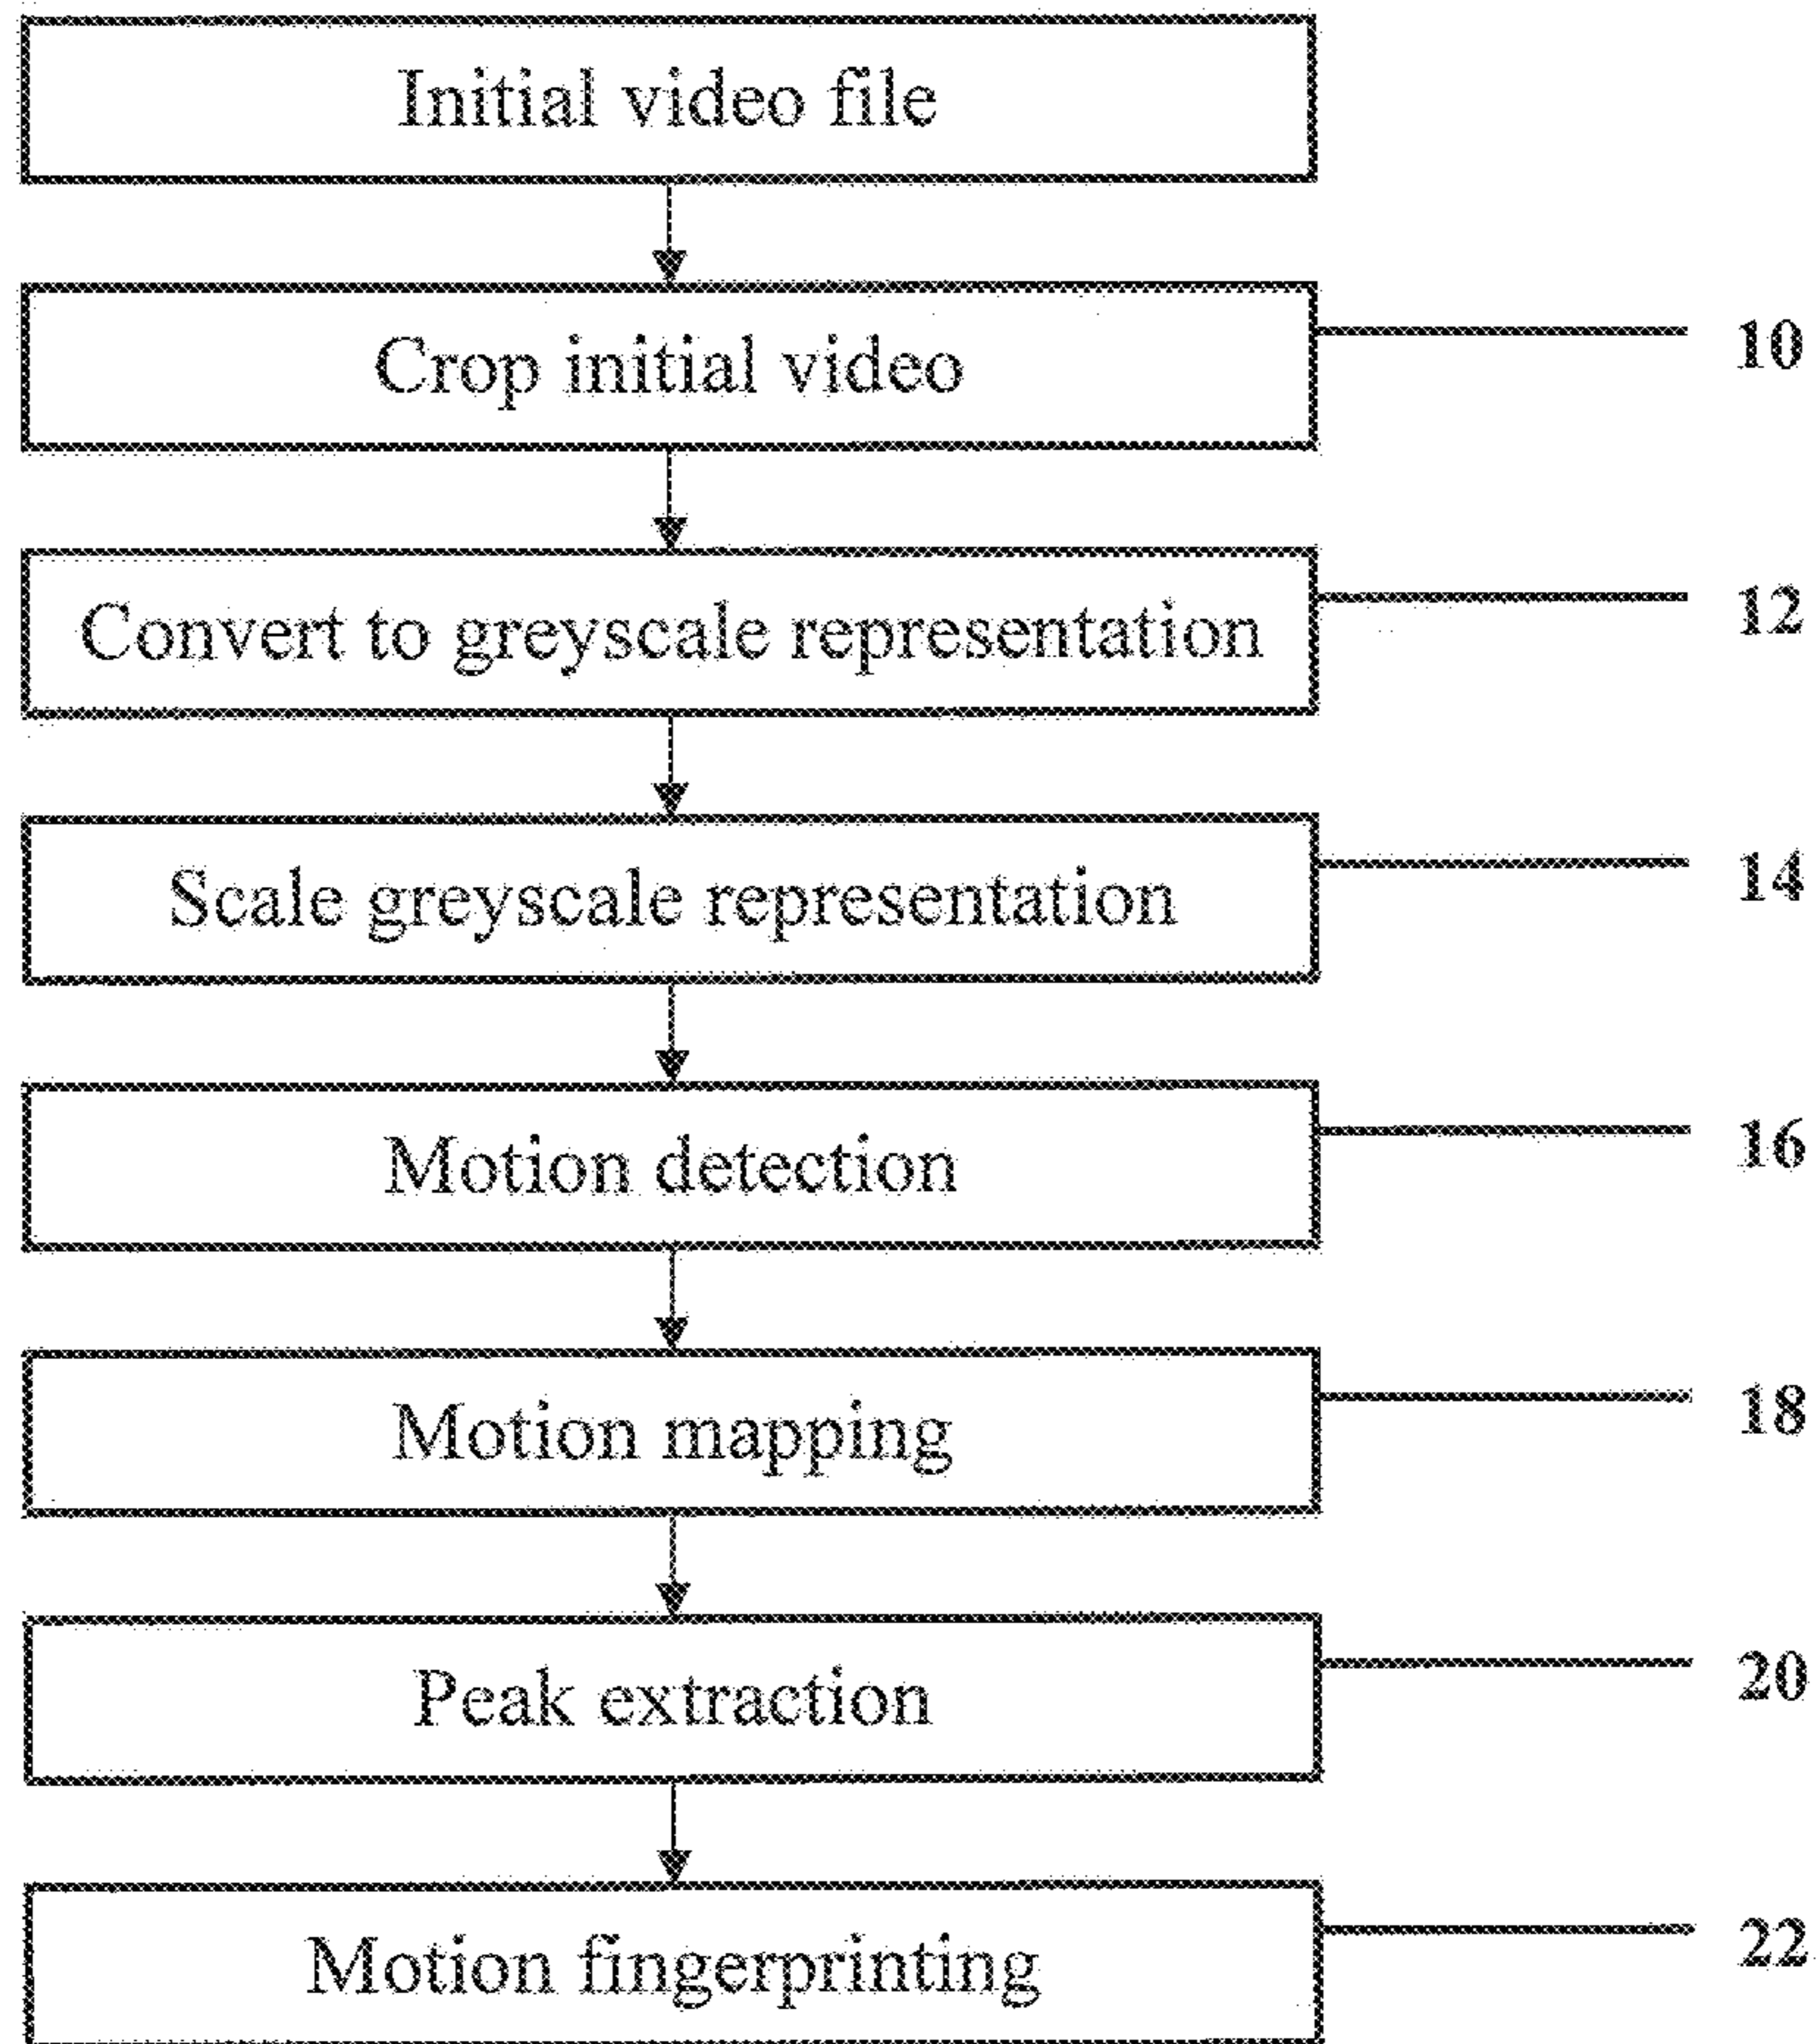 Initial video file
Crop initial video
10
Convert to greyscale representation
12
Scale greyscale representation
14
Motion detection
16
Motion mapping
18
Peak extraction
20
Motion fingerprinting
22